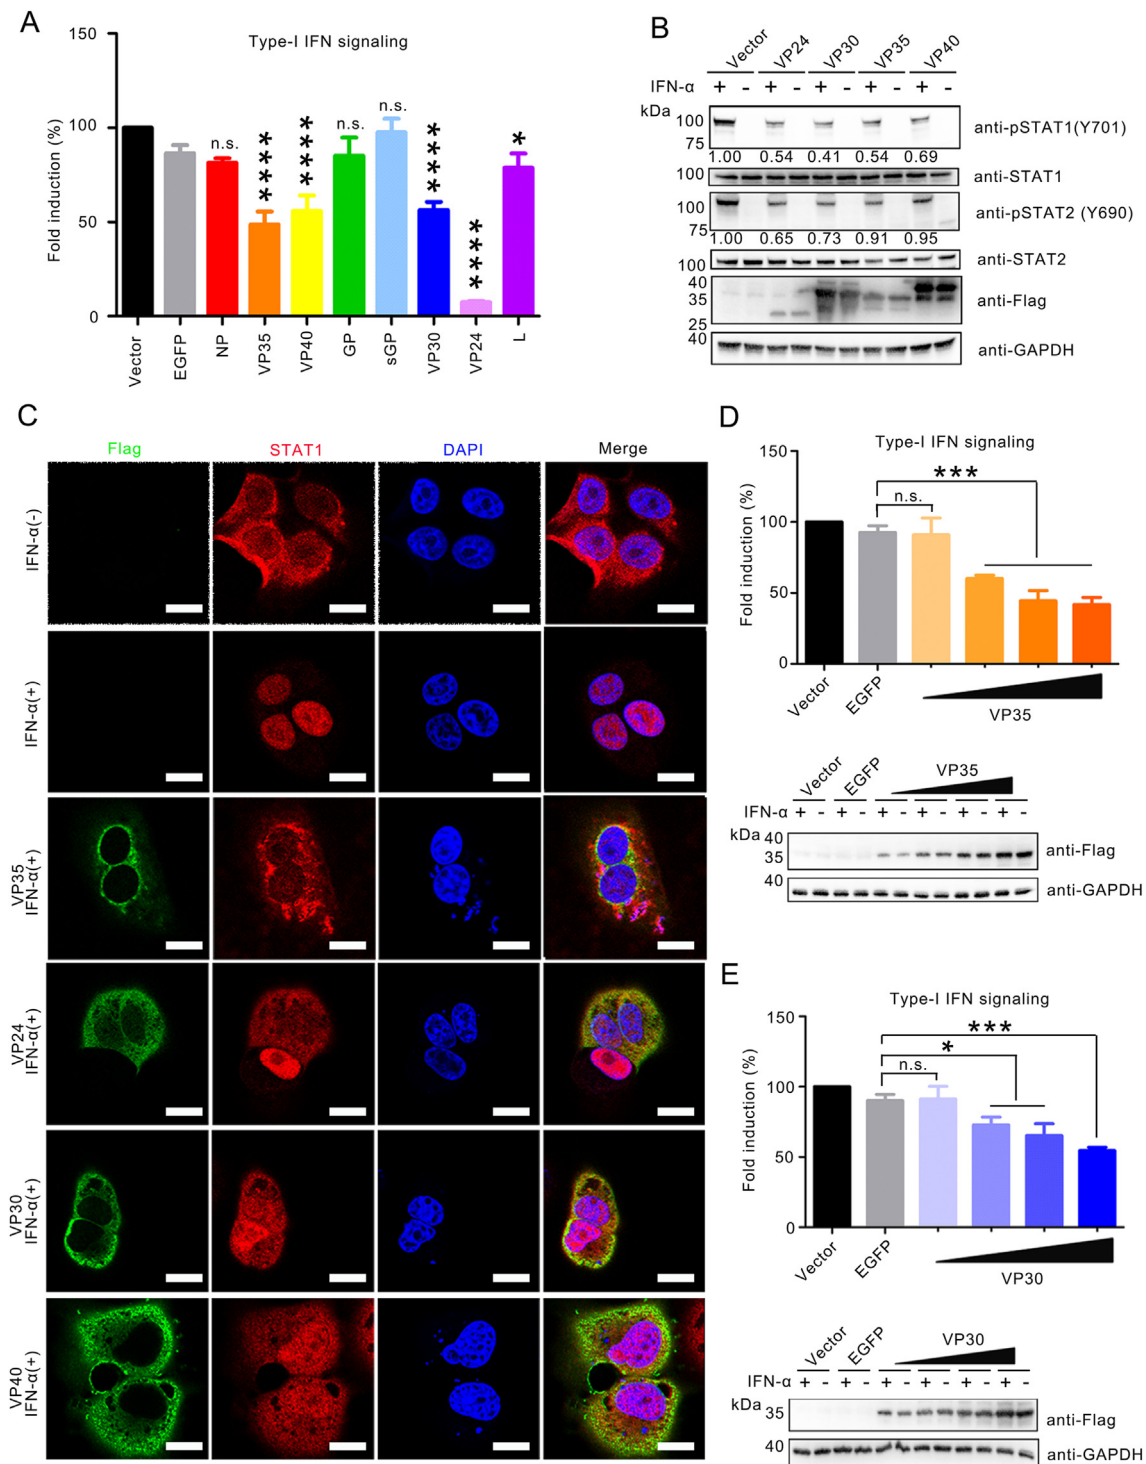 A
Type-I IFN signaling
Fold induction (%)
150
100
50
0
n.s.
****
****
n.s.
n.s.
****
****
*
Vector
EGFP
NP
VP35
VP40
GP
sGP
VP30
VP24
L
B
Vector VP24 VP30 VP35 VP40
IFN-α + - + - + - + - + -
kDa
100
75
anti-pSTAT1(Y701)
1.00 0.54 0.41 0.54 0.69
100
anti-STAT1
100
75
anti-pSTAT2 (Y690)
1.00 0.65 0.73 0.91 0.95
100
anti-STAT2
40
35
25
anti-Flag
40
anti-GAPDH
C
Flag STAT1 DAPI Merge
IFN-α(-)
IFN-α(+)
VP35
IFN-α(+)
VP24
IFN-α(+)
VP30
IFN-α(+)
VP40
IFN-α(+)
D
Type-I IFN signaling
Fold induction (%)
150
100
50
0
***
n.s.
Vector
EGFP
VP35
Vector EGFP VP35
IFN-α + - + - + - + - + - + -
kDa
40
35
anti-Flag
40
anti-GAPDH
E
Type-I IFN signaling
Fold induction (%)
150
100
50
0
***
*
n.s.
Vector
EGFP
VP30
Vector EGFP VP30
IFN-α + - + - + - + - + - + -
kDa
35
anti-Flag
40
anti-GAPDH